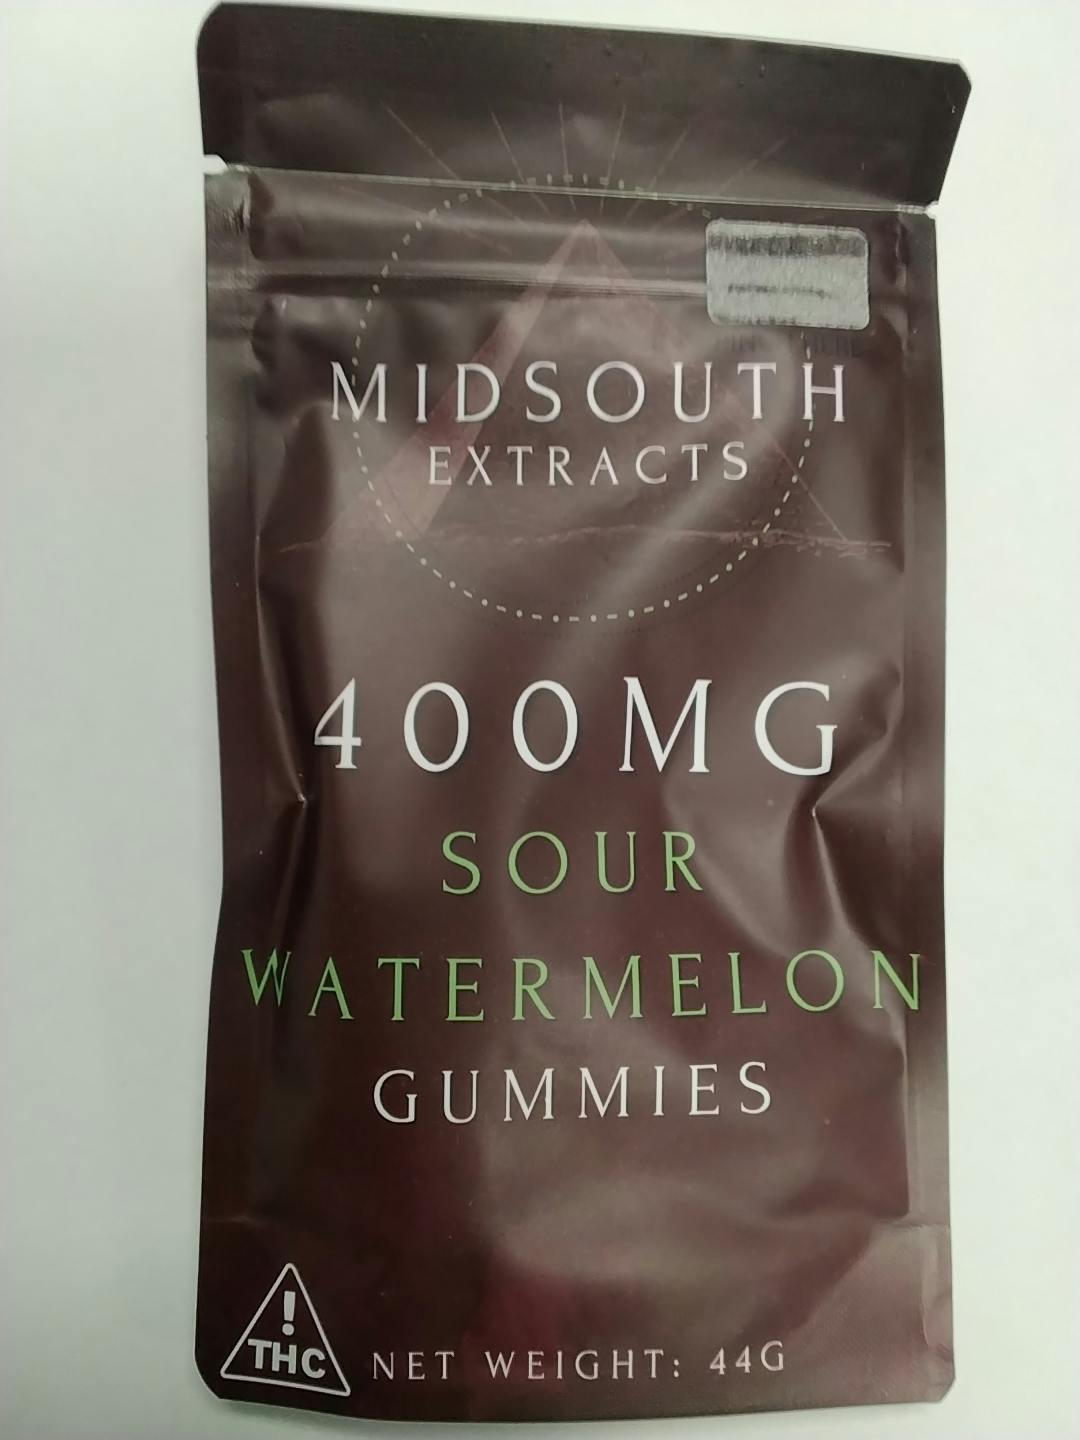 MIDSOUTH
EXTRACTS
400MG
SOUR
WATERMELON
GUMMIES
!
THC
NET WEIGHT: 44G